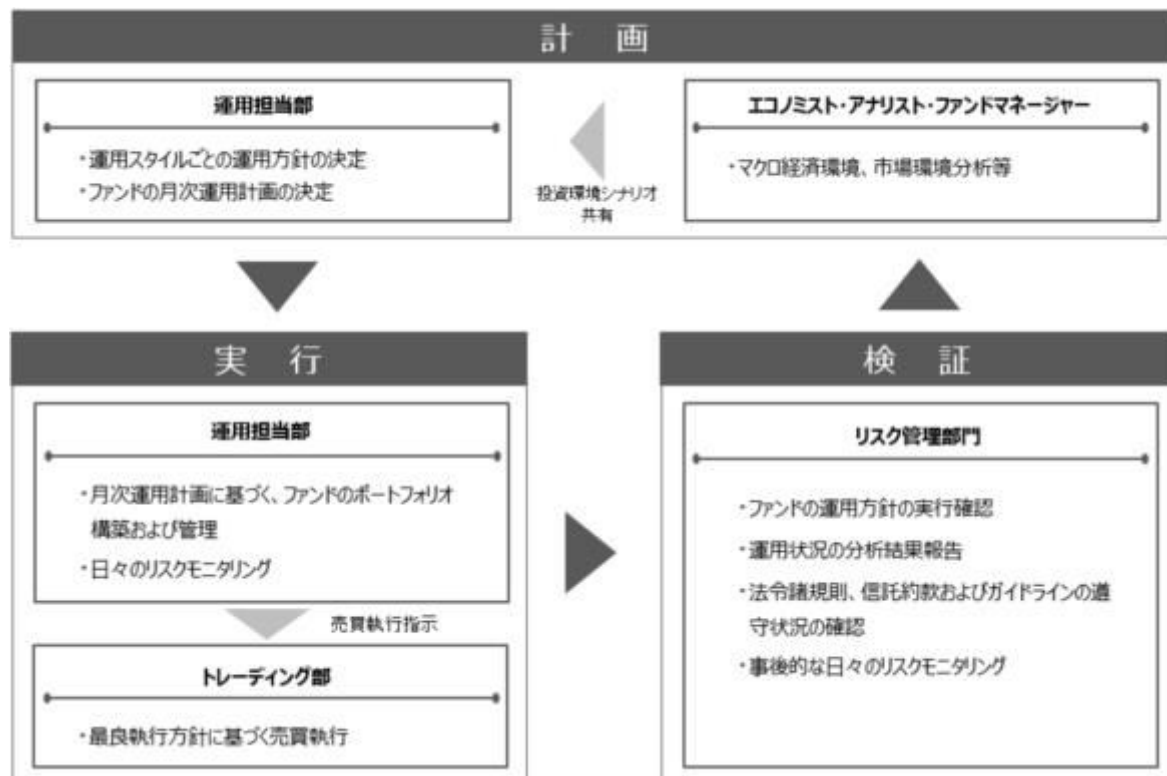 計 画
運用担当部
・運用スタイルごとの運用方針の決定
・ファンドの月次運用計画の決定
投資環境シナリオ
共有
エコノミスト・アナリスト・ファンドマネージャー
・マクロ経済環境、市場環境分析等
実 行
運用担当部
・月次運用計画に基づく、ファンドのポートフォリオ
構築および管理
・日々のリスクモニタリング
売買執行指示
トレーディング部
・最良執行方針に基づく売買執行
検 証
リスク管理部門
・ファンドの運用方針の実行確認
・運用状況の分析結果報告
・法令諸規則、信託約款およびガイドラインの遵
守状況の確認
・事後的な日々のリスクモニタリング